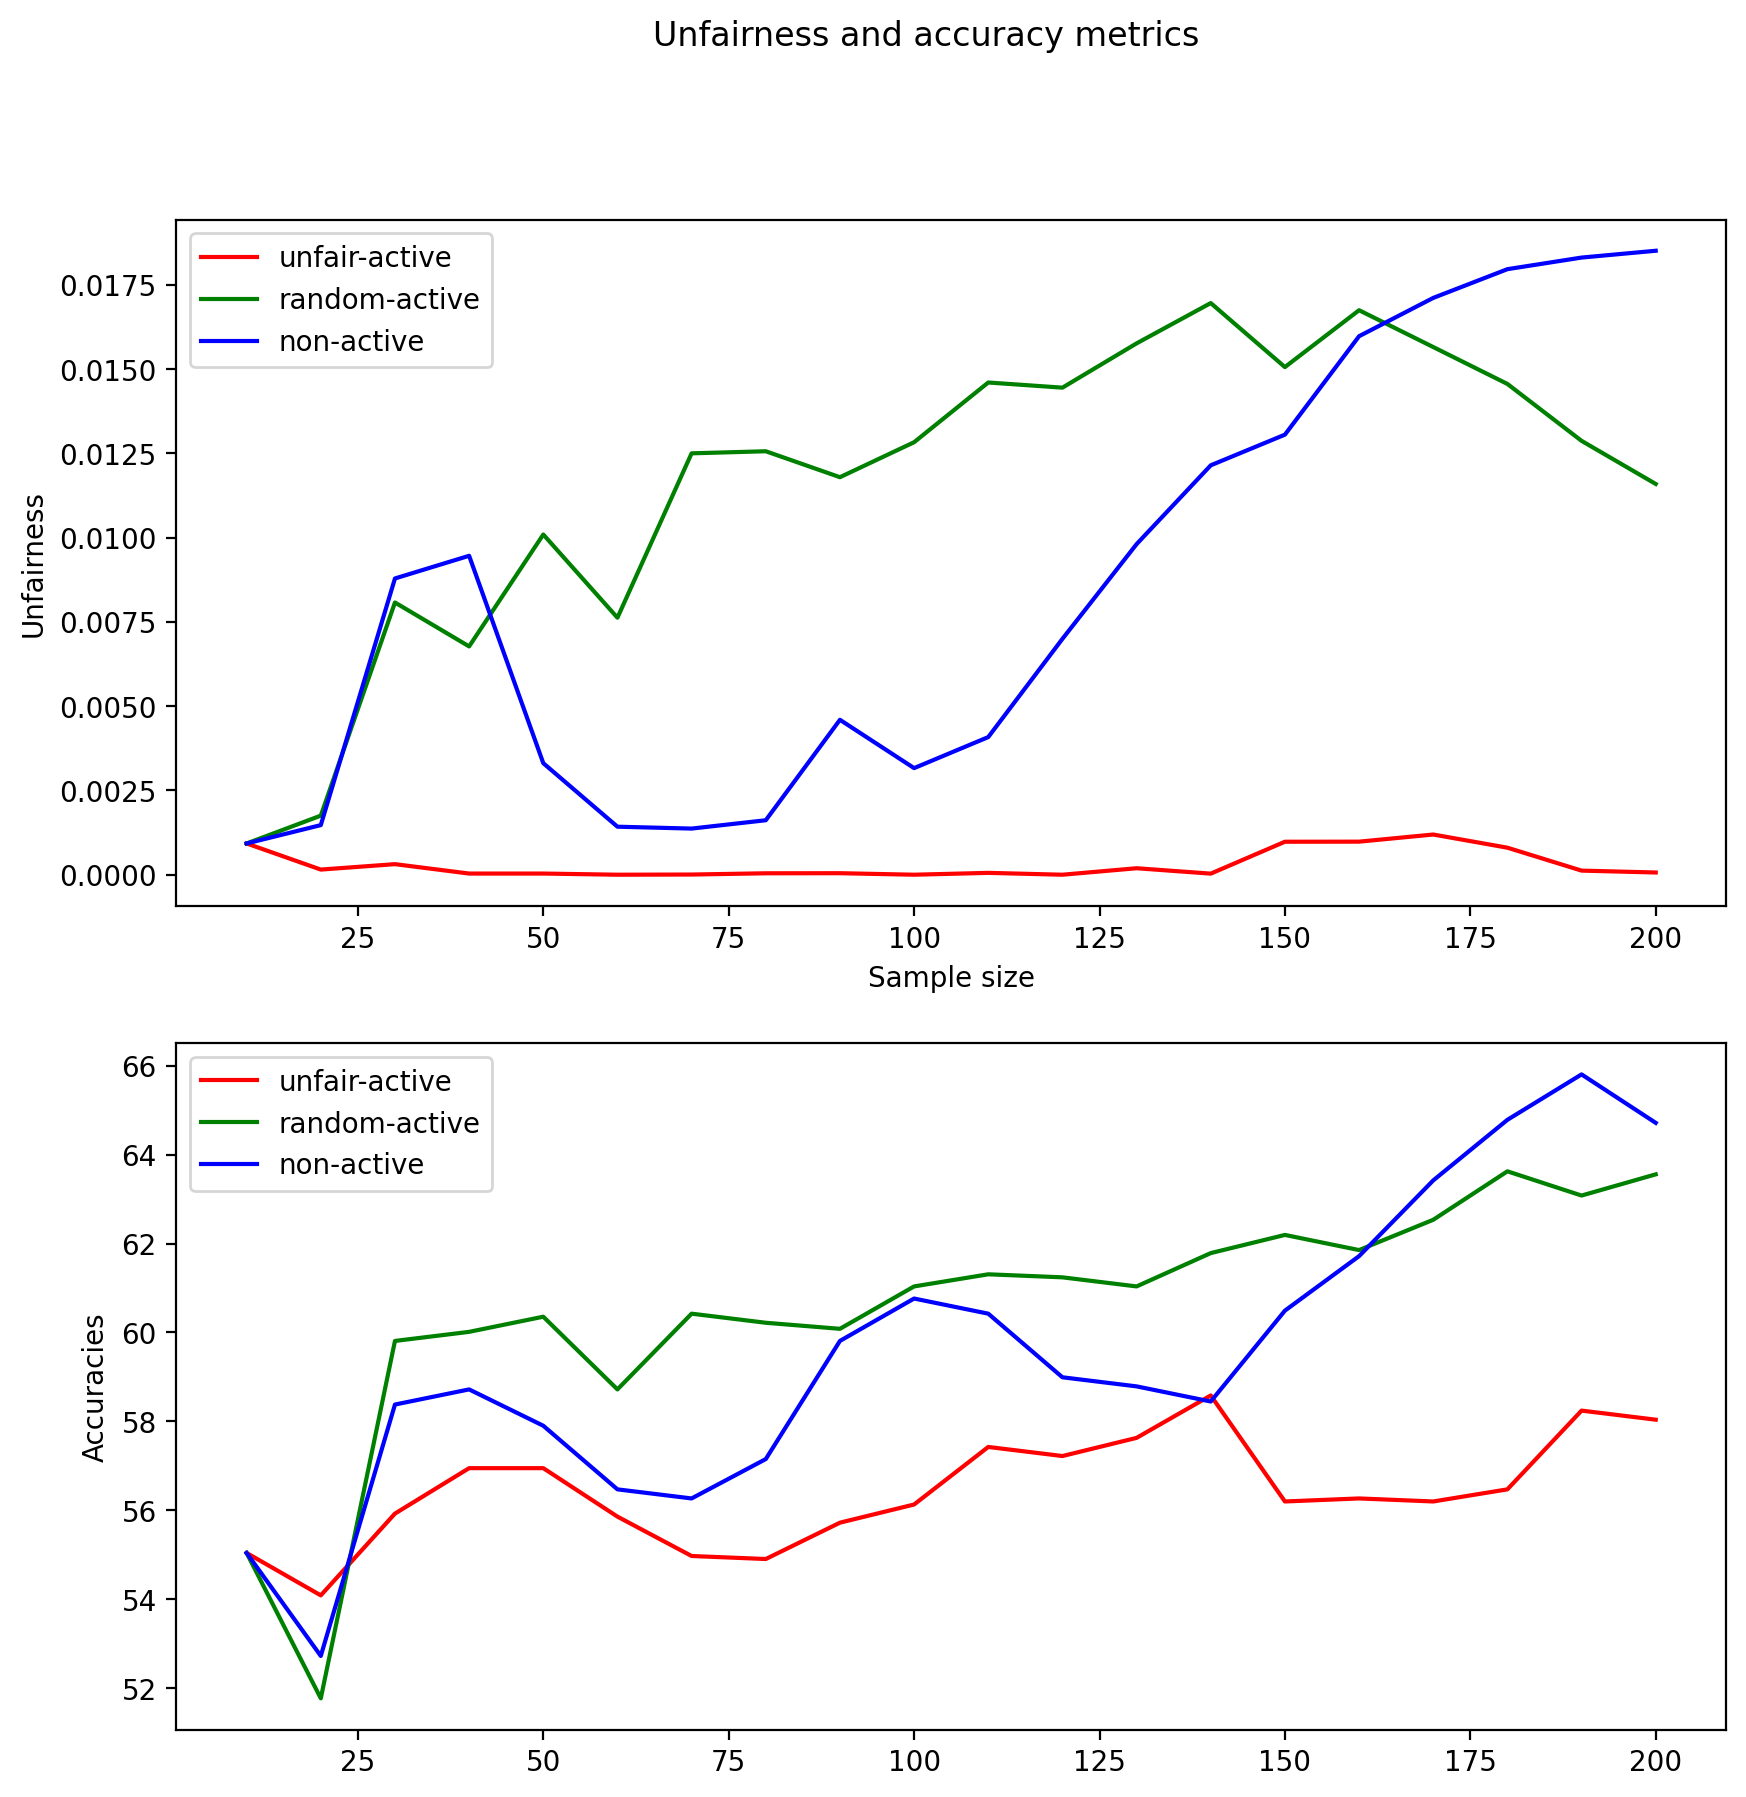 Unfairness and accuracy metrics
unfair-active
random-active
non-active
0.0175
0.0150
0.0125
0.0100
0.0075
0.0050
0.0025
0.0000
Unfairness
25 50 75 100 125 150 175 200
Sample size
unfair-active
random-active
non-active
66
64
62
60
58
56
54
52
Accuracies
25 50 75 100 125 150 175 200